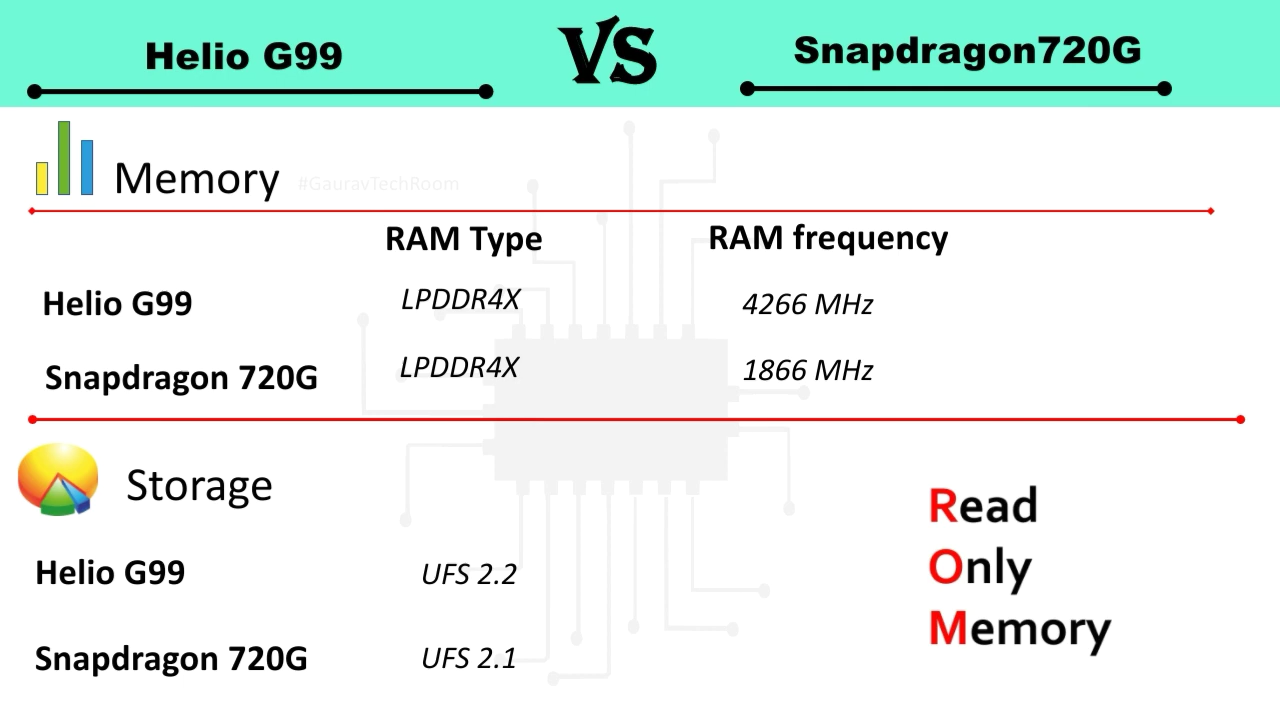 Helio G99
VS
Snapdragon720G
Memory
#GauravTechRoom
RAM Type
RAM frequency
Helio G99
LPDDR4X
4266 MHz
Snapdragon 720G
LPDDR4X
1866 MHz
Storage
Helio G99
UFS 2.2
Snapdragon 720G
UFS 2.1
Read
Only
Memory